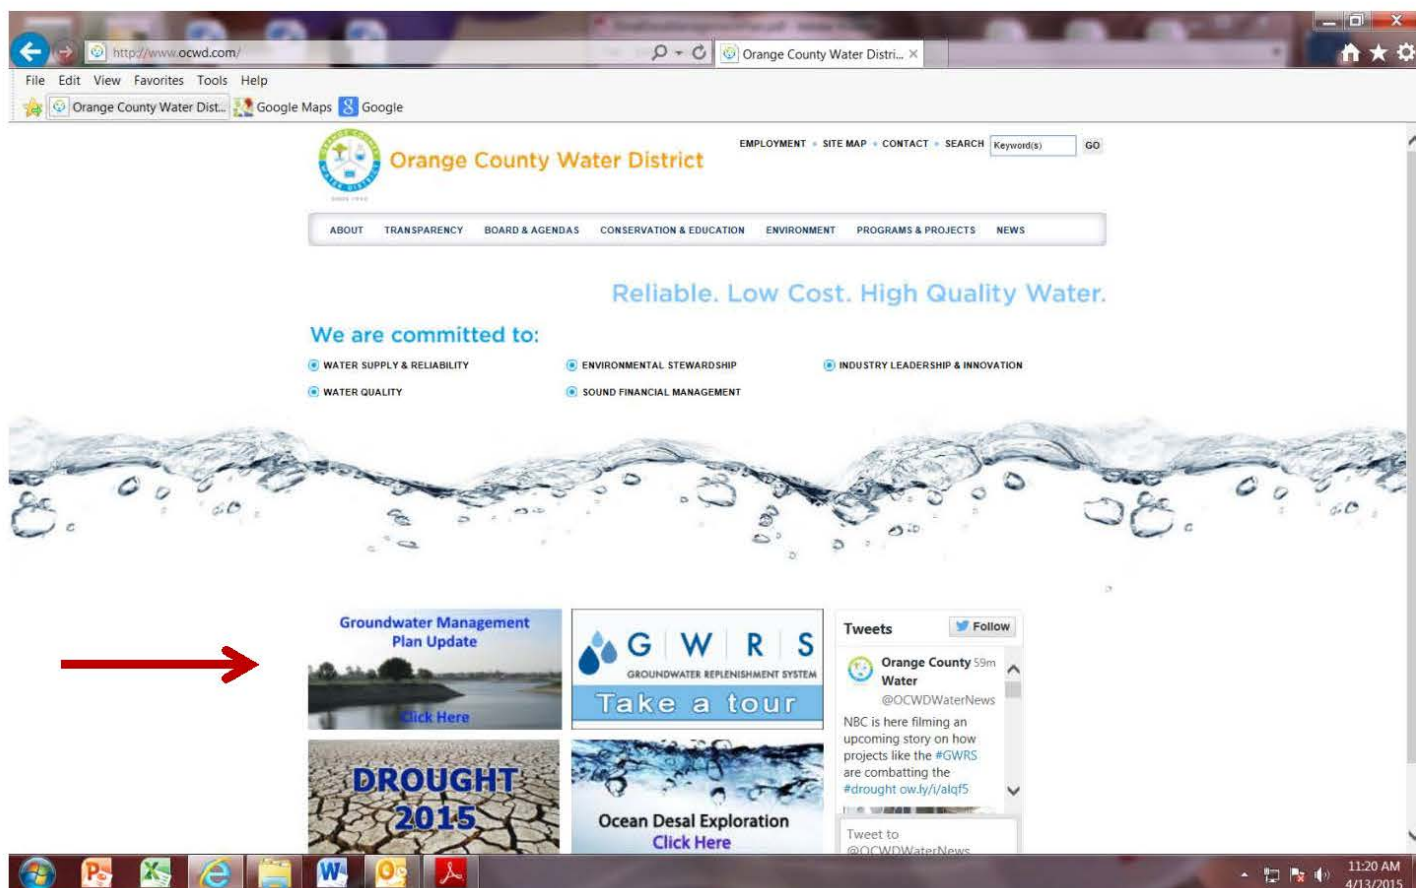 http://www.ocwd.com/
Orange County Water Distri...
File Edit View Favorites Tools Help
Orange County Water Dist... Google Maps Google
EMPLOYMENT SITE MAP CONTACT SEARCH Keyword(s) GO
ORANGE COUNTY
WATER DISTRICT
Orange County Water District
ABOUT TRANSPARENCY BOARD & AGENDAS CONSERVATION & EDUCATION ENVIRONMENT PROGRAMS & PROJECTS NEWS
Reliable. Low Cost. High Quality Water.
We are committed to:
WATER SUPPLY & RELIABILITY ENVIRONMENTAL STEWARDSHIP INDUSTRY LEADERSHIP & INNOVATION
WATER QUALITY SOUND FINANCIAL MANAGEMENT
Groundwater Management
Plan Update
Click Here
G W R S
GROUNDWATER REPLENISHMENT SYSTEM
Take a tour
DROUGHT
2015
Ocean Desal Exploration
Click Here
Tweets Follow
Orange County 59m
Water
@OCWDWaterNews
NBC is here filming an
upcoming story on how
projects like the #GWRS
are combatting the
#drought ow.ly/i/alqf5
Tweet to
@OCWDWaterNews
11:20 AM
4/13/2015